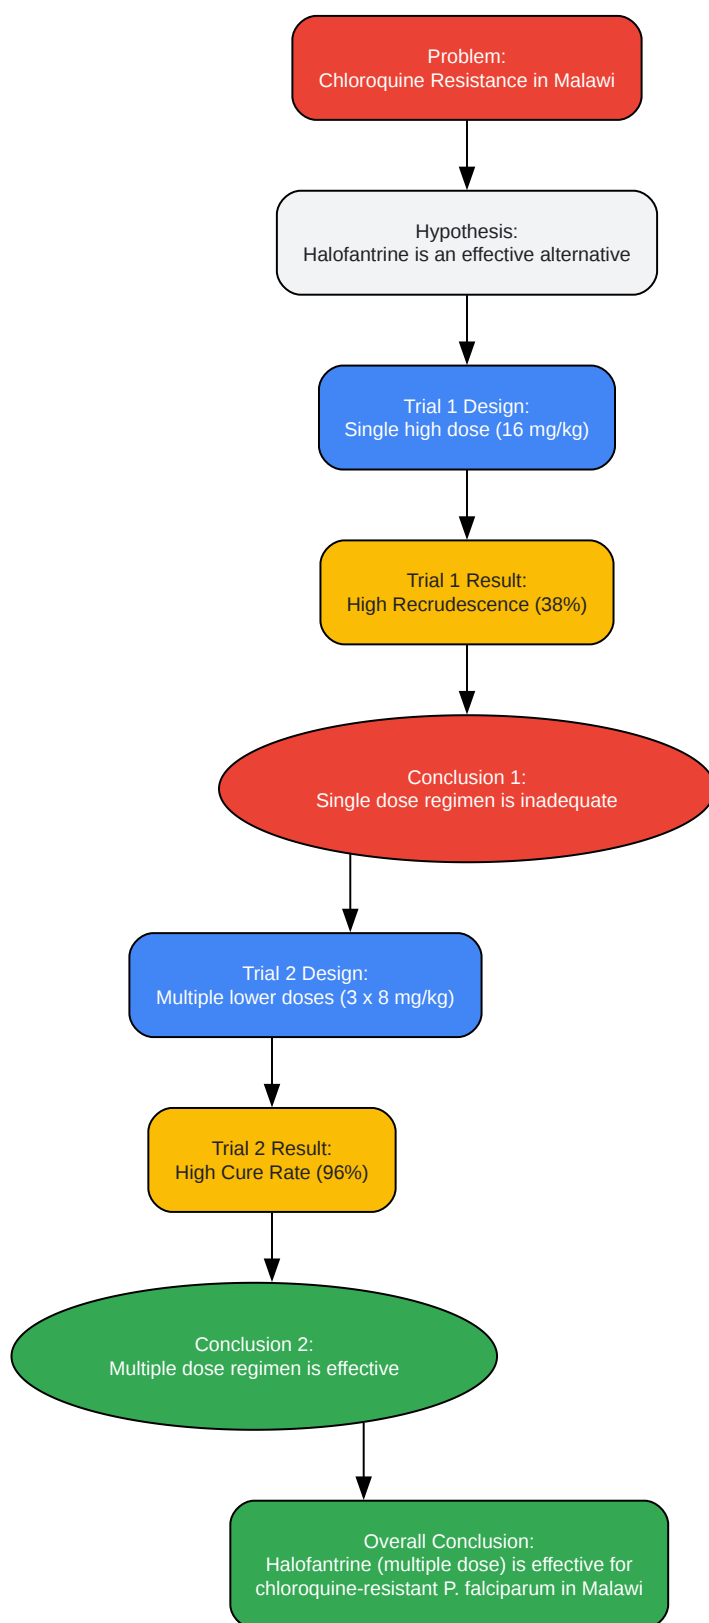 Problem:
Chloroquine Resistance in Malawi
Hypothesis:
Halofantrine is an effective alternative
Trial 1 Design:
Single high dose (16 mg/kg)
Trial 1 Result:
High Recrudescence (38%)
Conclusion 1:
Single dose regimen is inadequate
Trial 2 Design:
Multiple lower doses (3 x 8 mg/kg)
Trial 2 Result:
High Cure Rate (96%)
Conclusion 2:
Multiple dose regimen is effective
Overall Conclusion:
Halofantrine (multiple dose) is effective for
chloroquine-resistant P. falciparum in Malawi